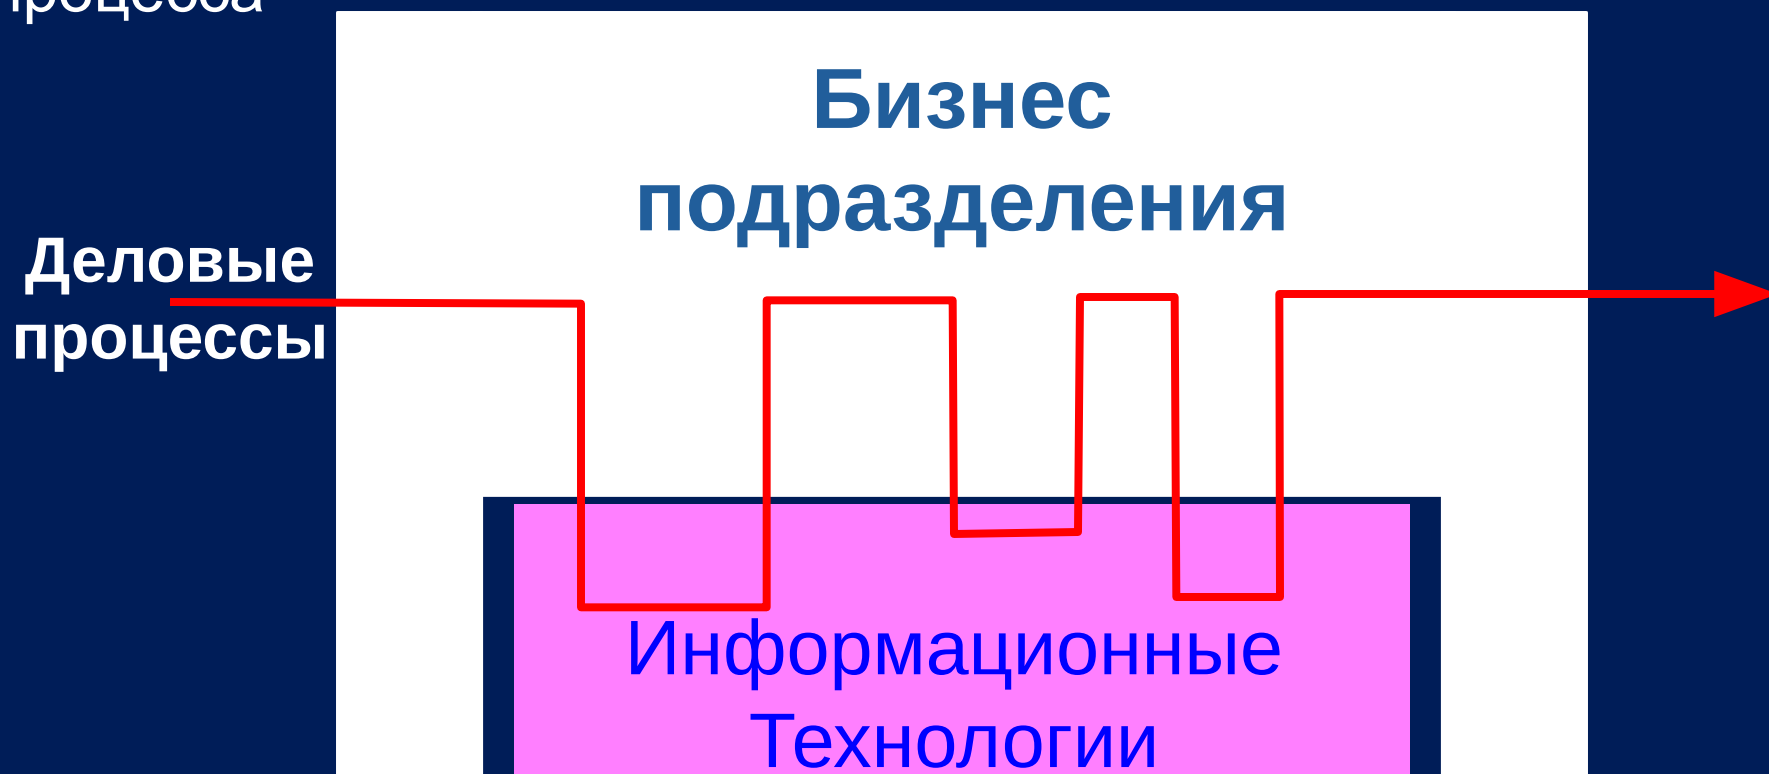 Бизнес
подразделения
Деловые
процессы
Информационные
Технологии